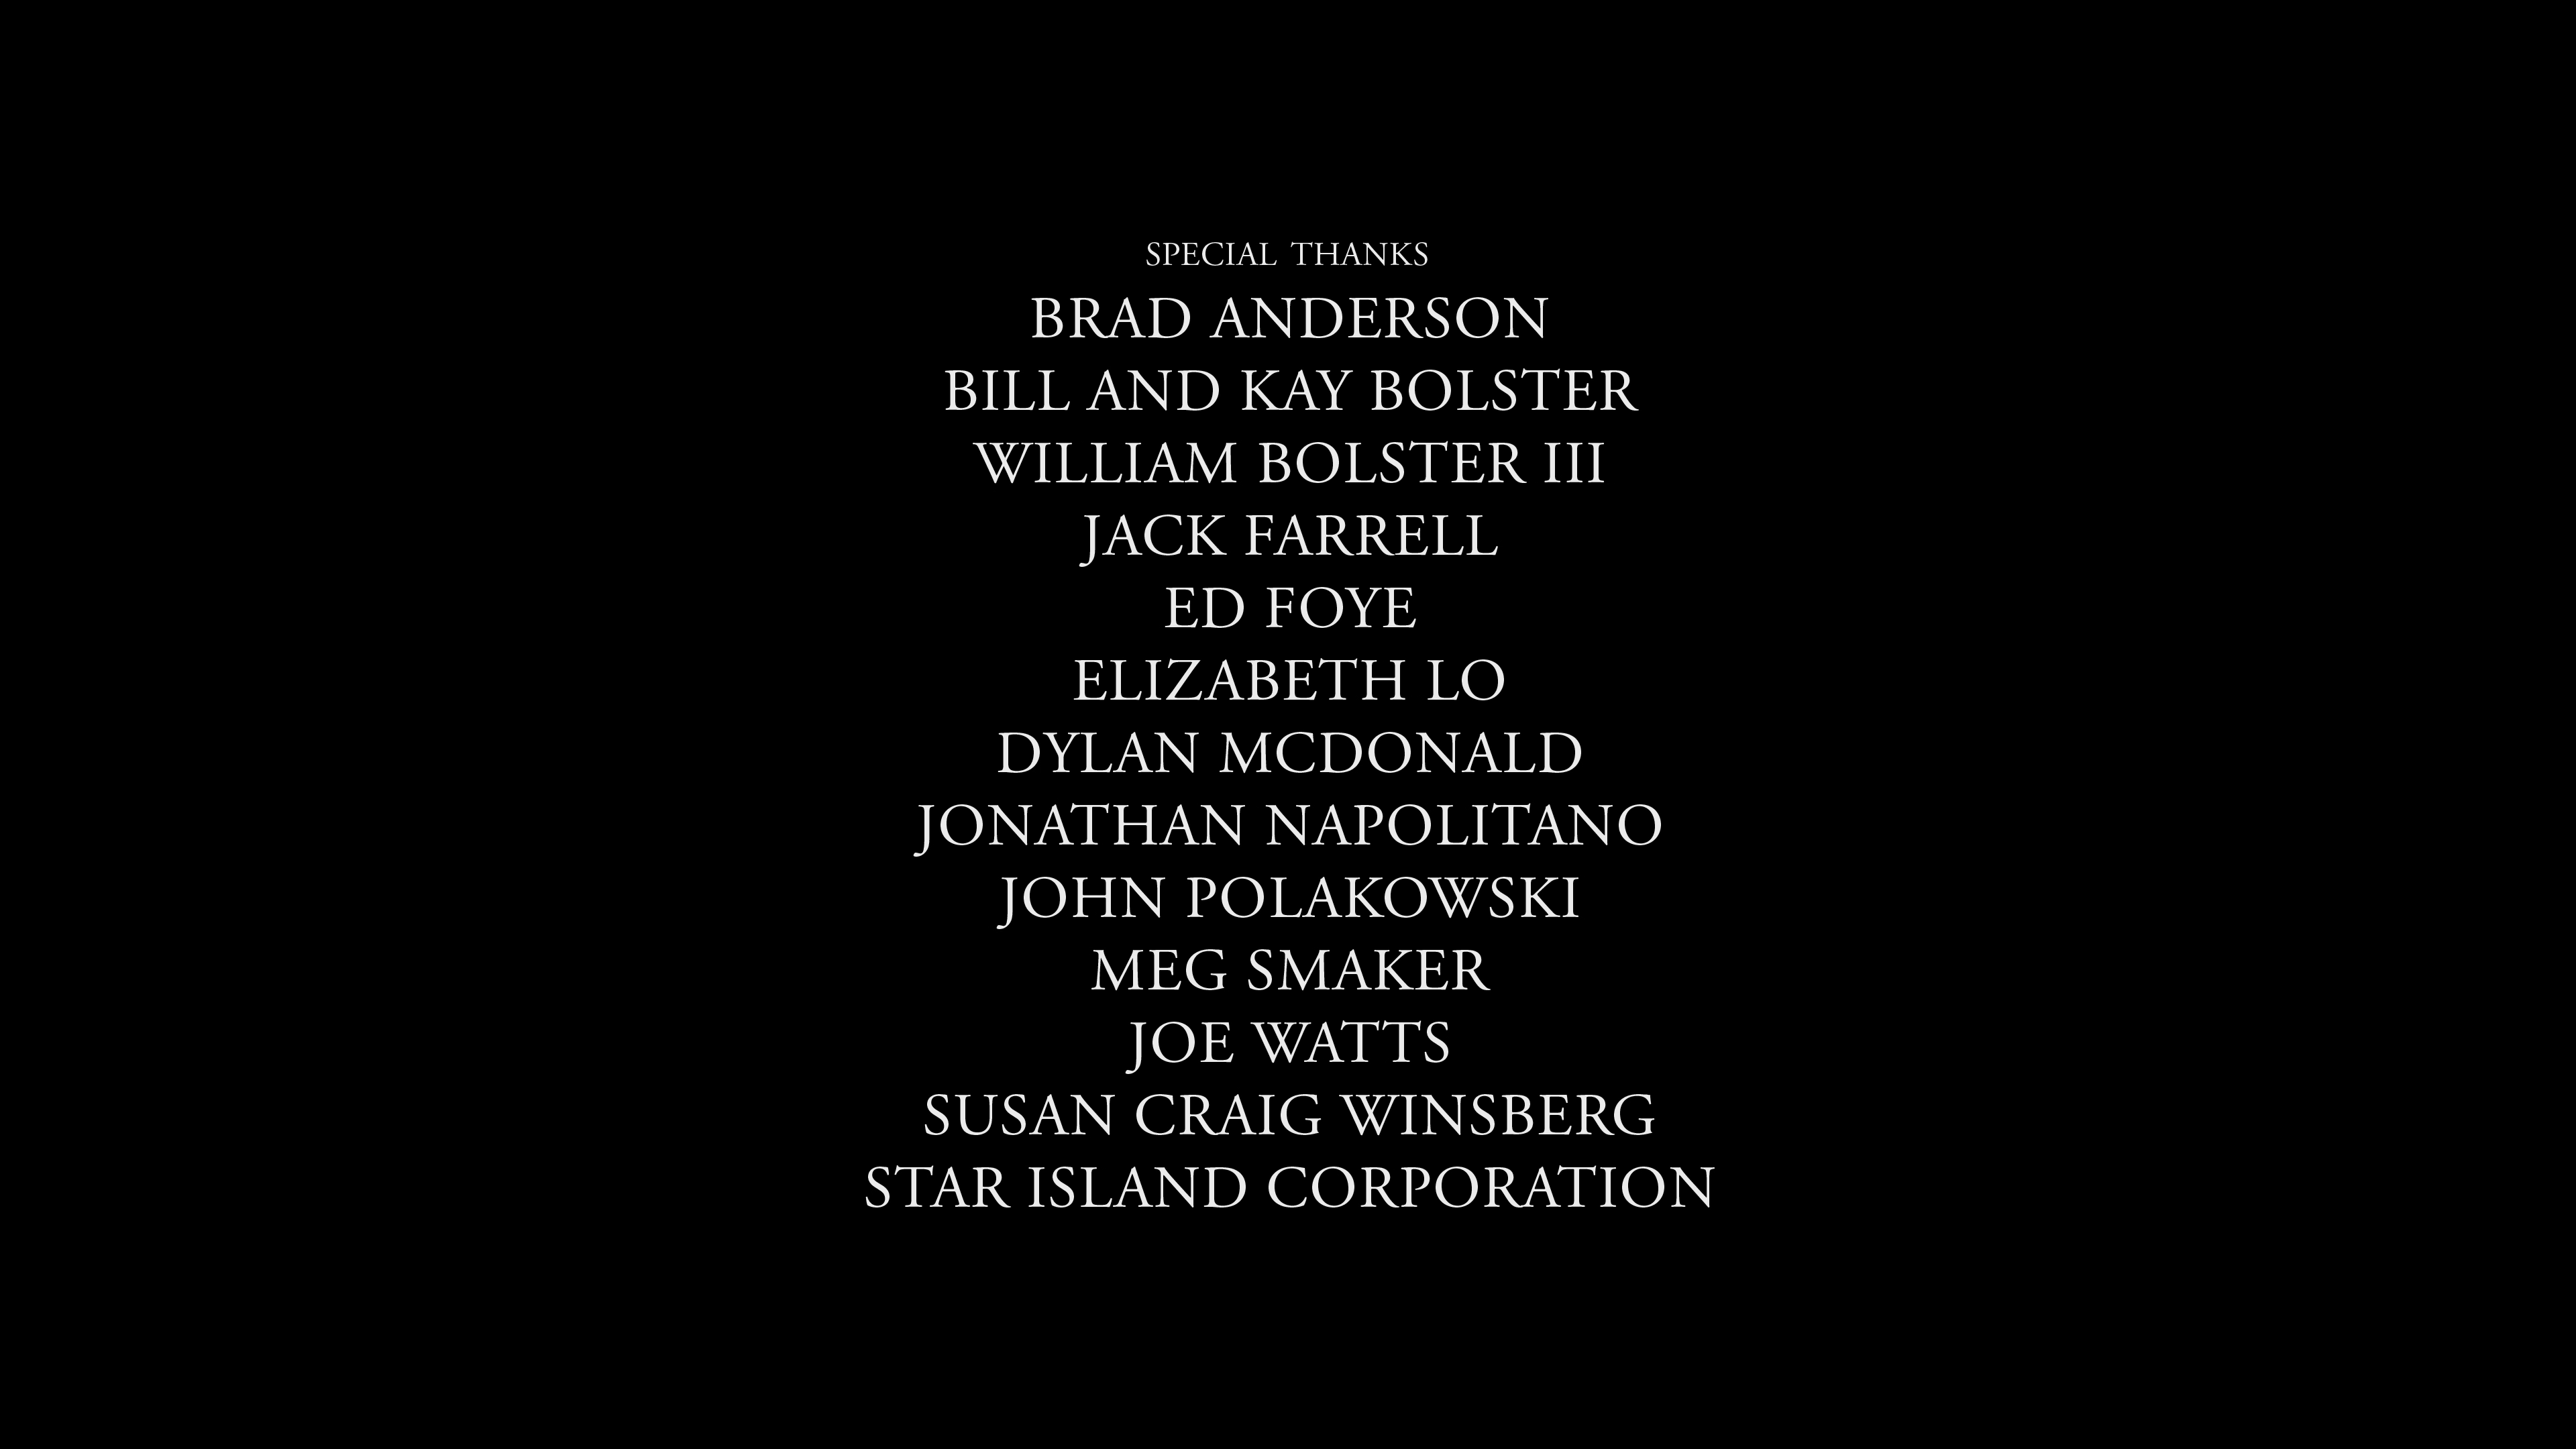 SPECIAL THANKS
BRAD ANDERSON
BILL AND KAY BOLSTER
WILLIAM BOLSTER III
JACK FARRELL
ED FOYE
ELIZABETH LO
DYLAN MCDONALD
JONATHAN NAPOLITANO
JOHN POLAKOWSKI
MEG SMAKER
JOE WATTS
SUSAN CRAIG WINSBERG
STAR ISLAND CORPORATION